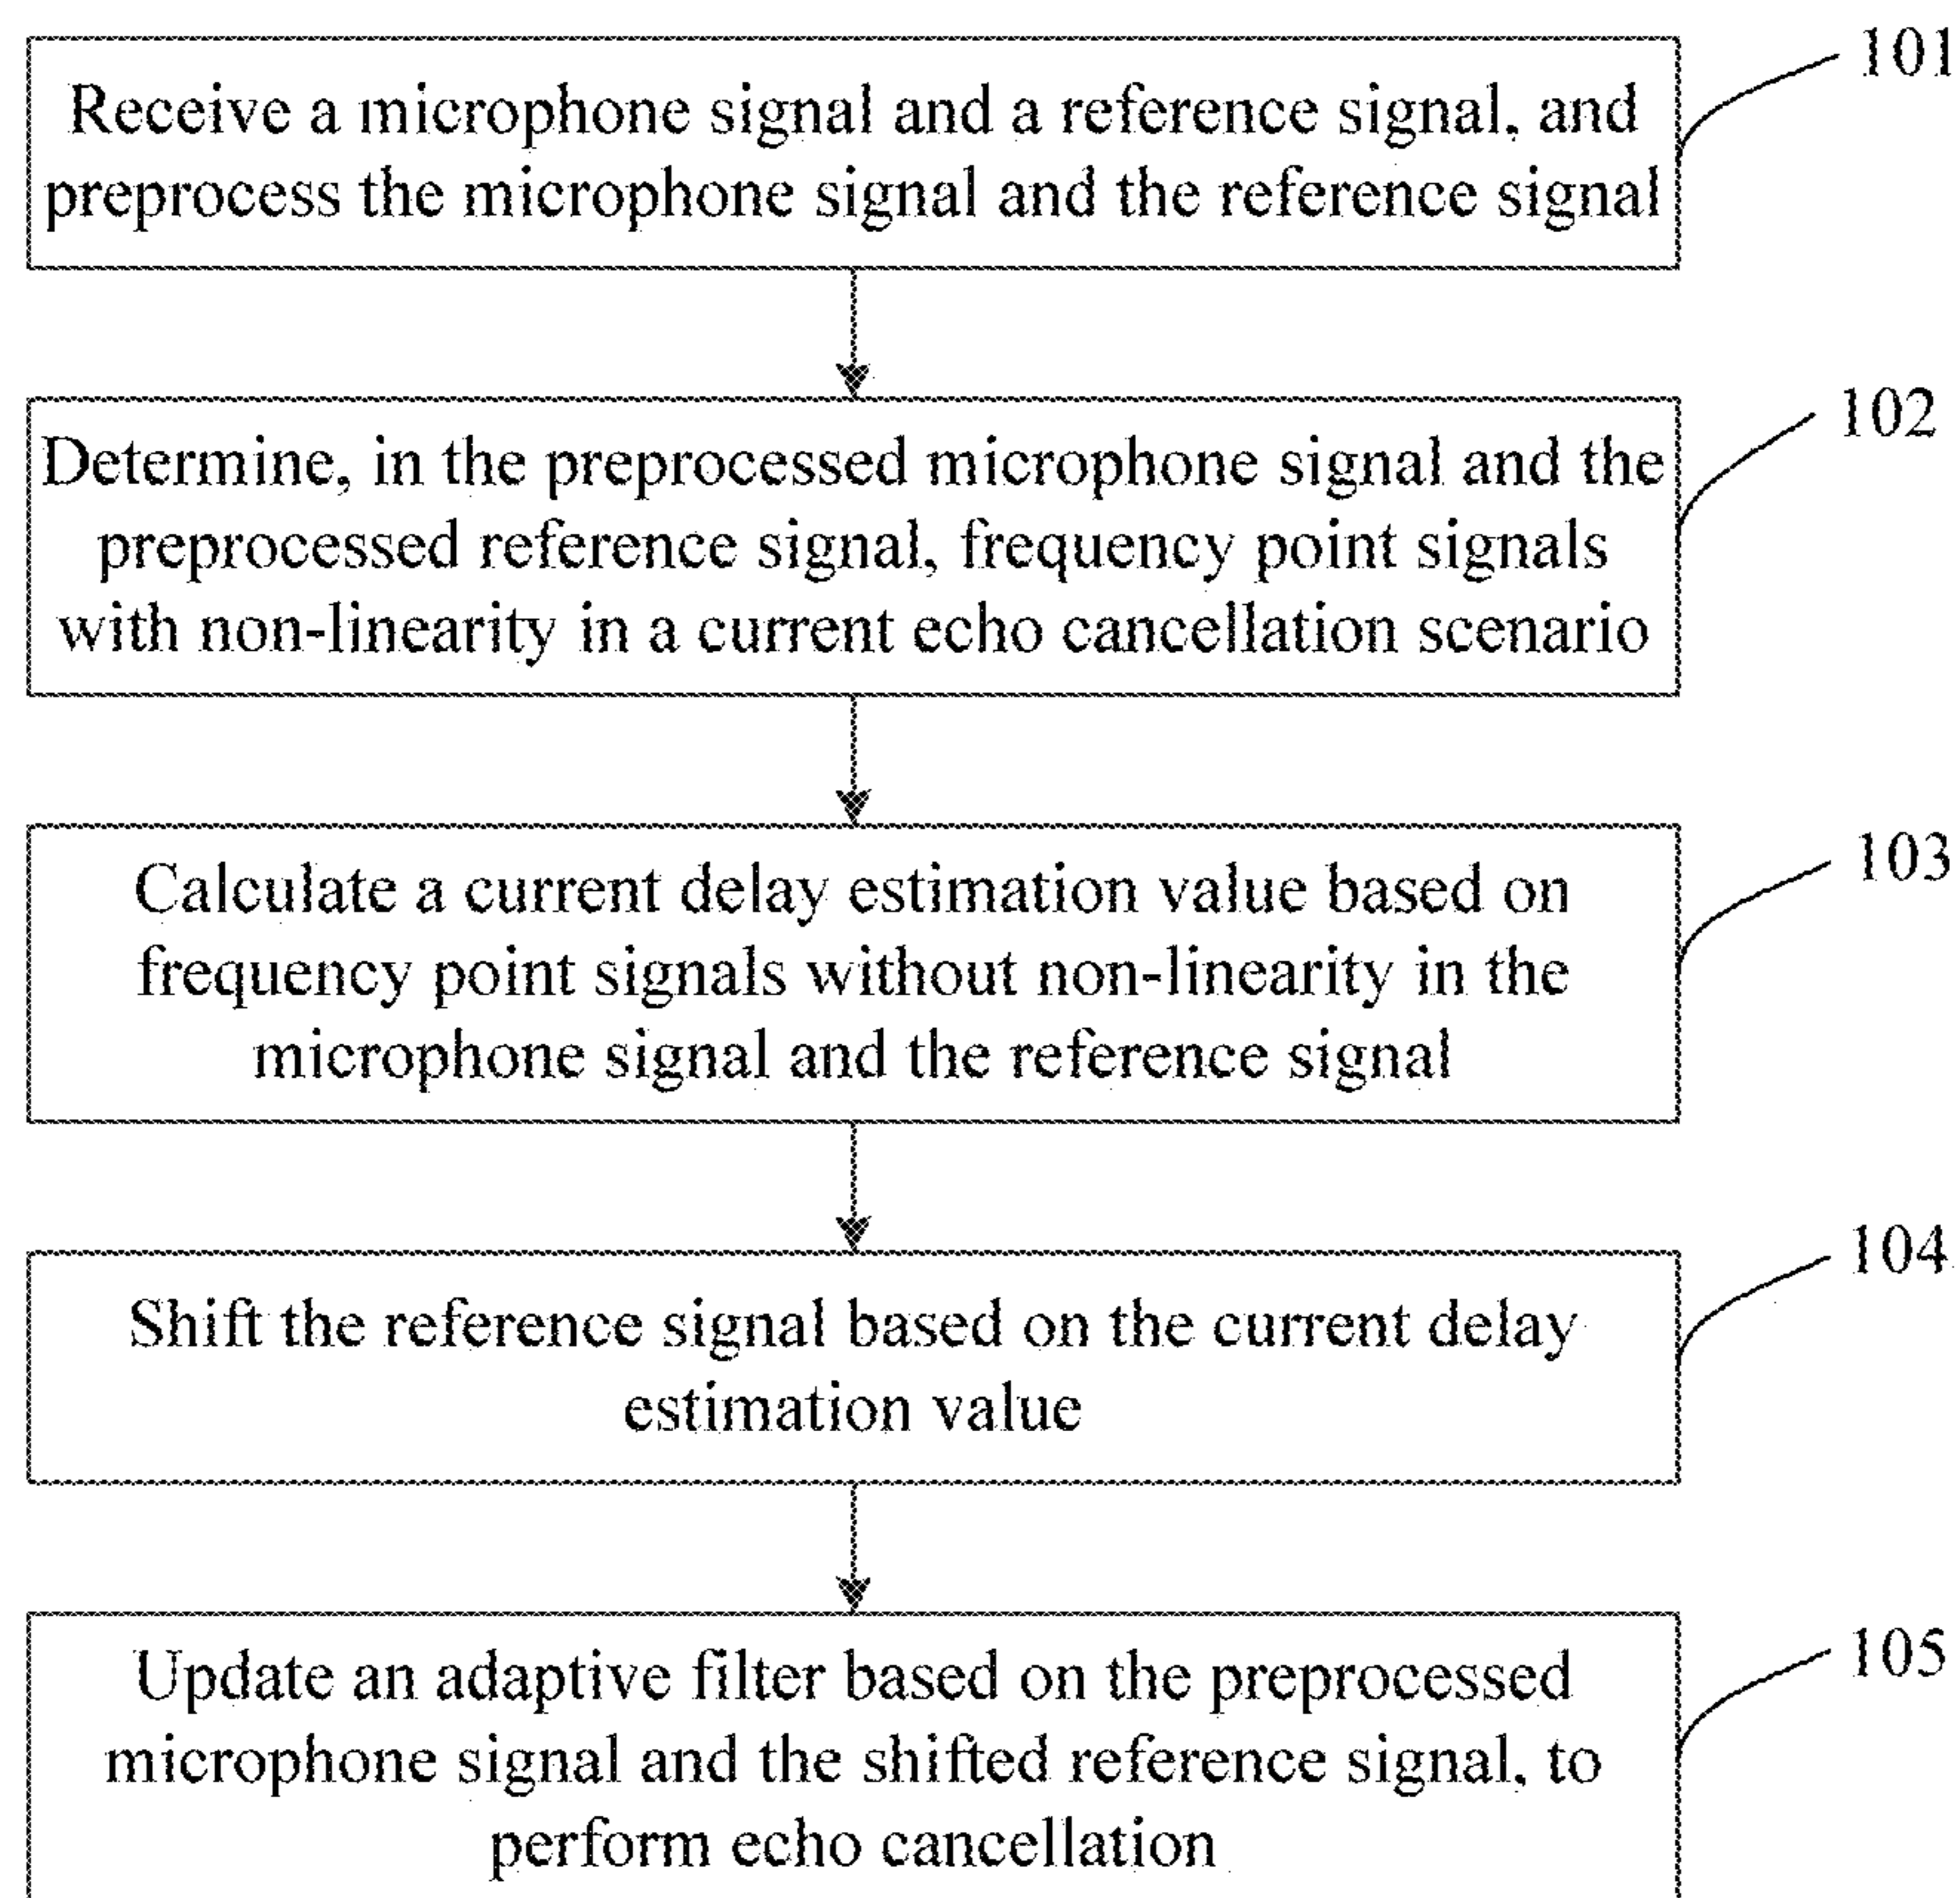 101
Receive a microphone signal and a reference signal, and
preprocess the microphone signal and the reference signal
102
Determine, in the preprocessed microphone signal and the
preprocessed reference signal, frequency point signals
with non-linearity in a current echo cancellation scenario
103
Calculate a current delay estimation value based on
frequency point signals without non-linearity in the
microphone signal and the reference signal
104
Shift the reference signal based on the current delay
estimation value
105
Update an adaptive filter based on the preprocessed
microphone signal and the shifted reference signal, to
perform echo cancellation